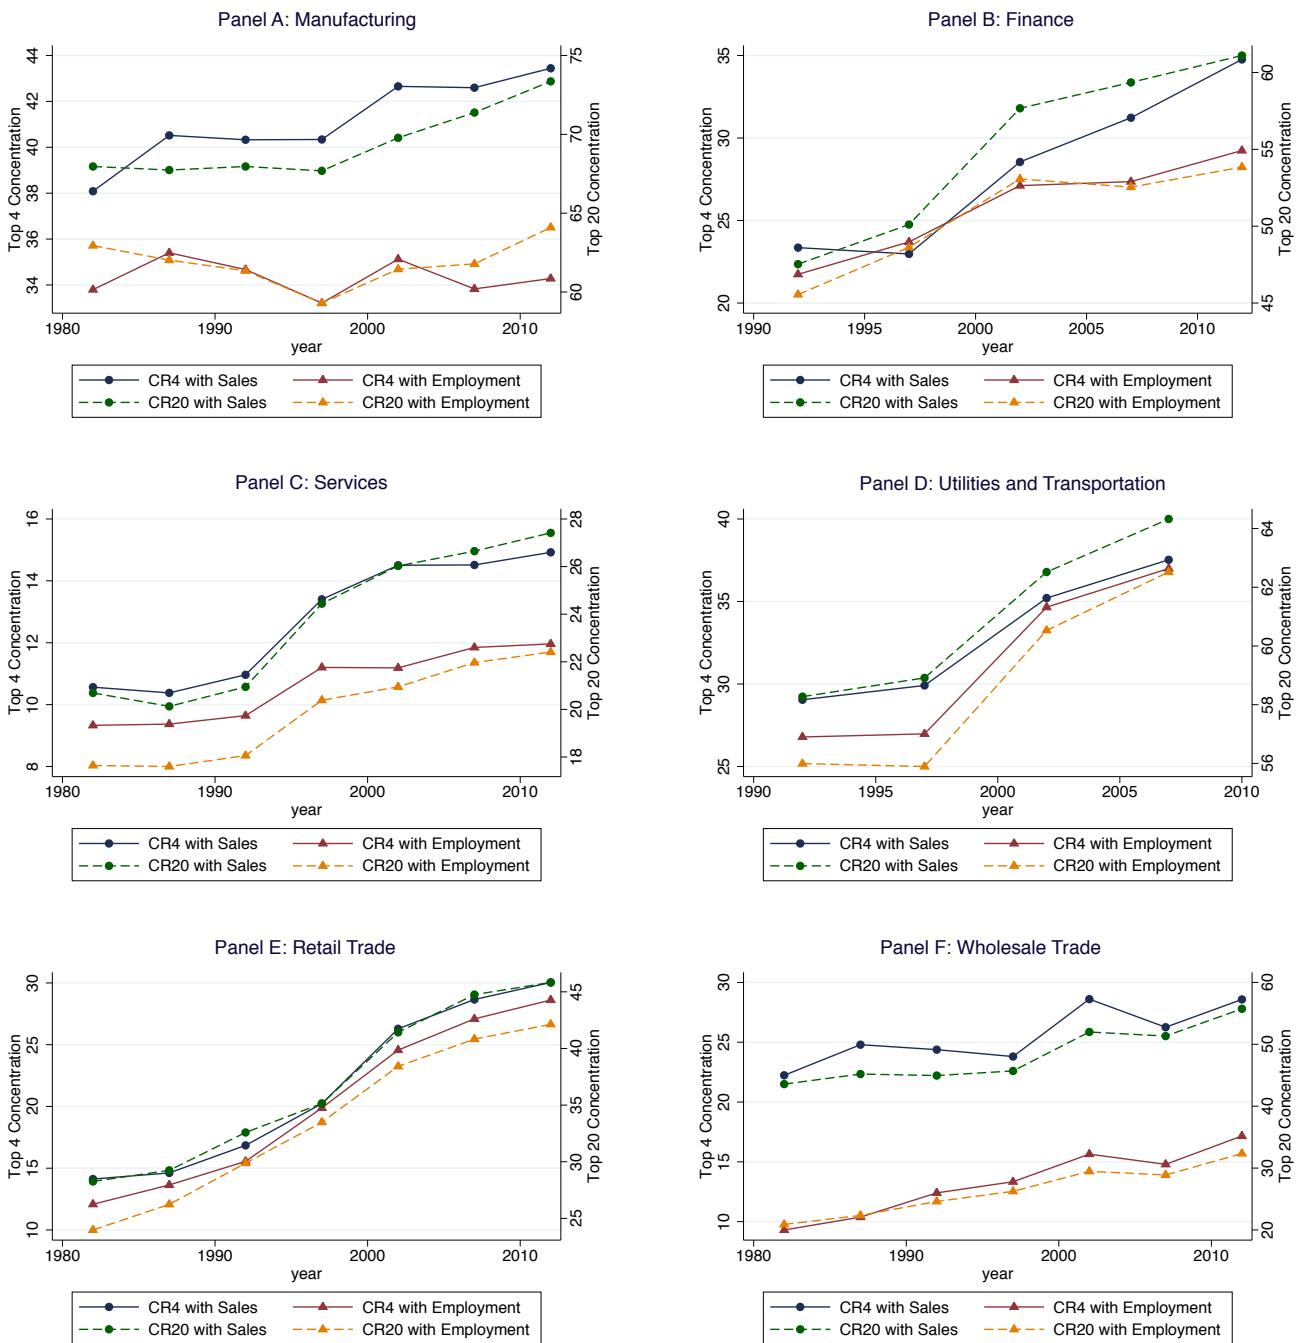 Panel A: Manufacturing
Top 4 Concentration
34 36 38 40 42 44
60 65 70 75
Top 20 Concentration
1980 1990 2000 2010
year
CR4 with Sales CR4 with Employment
CR20 with Sales CR20 with Employment
Panel B: Finance
Top 4 Concentration
20 25 30 35
45 50 55 60
Top 20 Concentration
1990 1995 2000 2005 2010
year
CR4 with Sales CR4 with Employment
CR20 with Sales CR20 with Employment
Panel C: Services
Top 4 Concentration
8 10 12 14 16
18 20 22 24 26 28
Top 20 Concentration
1980 1990 2000 2010
year
CR4 with Sales CR4 with Employment
CR20 with Sales CR20 with Employment
Panel D: Utilities and Transportation
Top 4 Concentration
25 30 35 40
56 58 60 62 64
Top 20 Concentration
1990 1995 2000 2005 2010
year
CR4 with Sales CR4 with Employment
CR20 with Sales CR20 with Employment
Panel E: Retail Trade
Top 4 Concentration
10 15 20 25 30
25 30 35 40 45
Top 20 Concentration
1980 1990 2000 2010
year
CR4 with Sales CR4 with Employment
CR20 with Sales CR20 with Employment
Panel F: Wholesale Trade
Top 4 Concentration
10 15 20 25 30
20 30 40 50 60
Top 20 Concentration
1980 1990 2000 2010
year
CR4 with Sales CR4 with Employment
CR20 with Sales CR20 with Employment